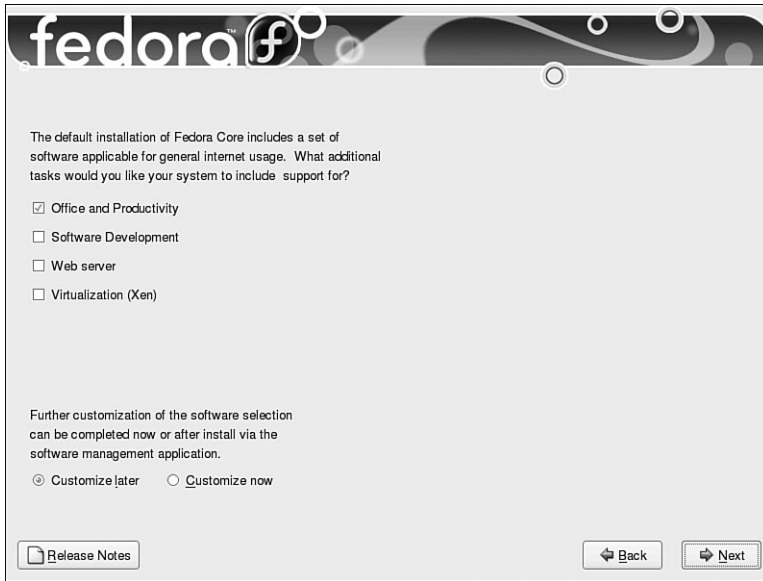 fedora™ f
The default installation of Fedora Core includes a set of
software applicable for general internet usage. What additional
tasks would you like your system to include support for?
Office and Productivity
Software Development
Web server
Virtualization (Xen)
Further customization of the software selection
can be completed now or after install via the
software management application.
Customize later Customize now
Release Notes Back Next